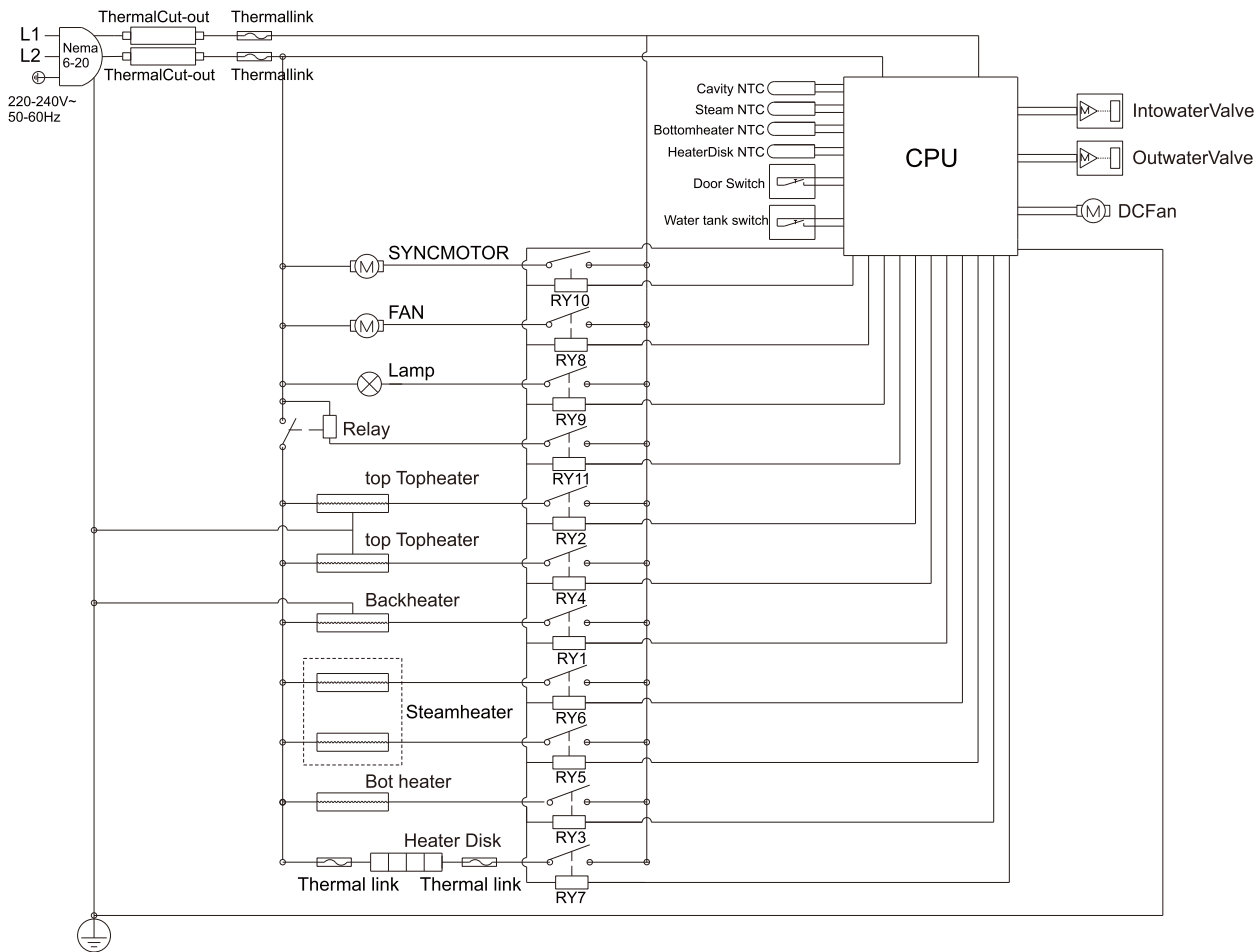 ThermalCut-out
Thermallink
L1
L2
Nema
6-20
ThermalCut-out
Thermallink
220-240V~
50-60Hz
Cavity NTC
Steam NTC
Bottomheater NTC
HeaterDisk NTC
Door Switch
Water tank switch
CPU
M
IntowaterValve
M
OutwaterValve
M
DCFan
M
SYNCMOTOR
RY10
M
FAN
RY8
Lamp
RY9
Relay
RY11
top Topheater
RY2
top Topheater
RY4
Backheater
RY1
Steamheater
RY6
RY5
Bot heater
RY3
Heater Disk
Thermal link
Thermal link
RY7